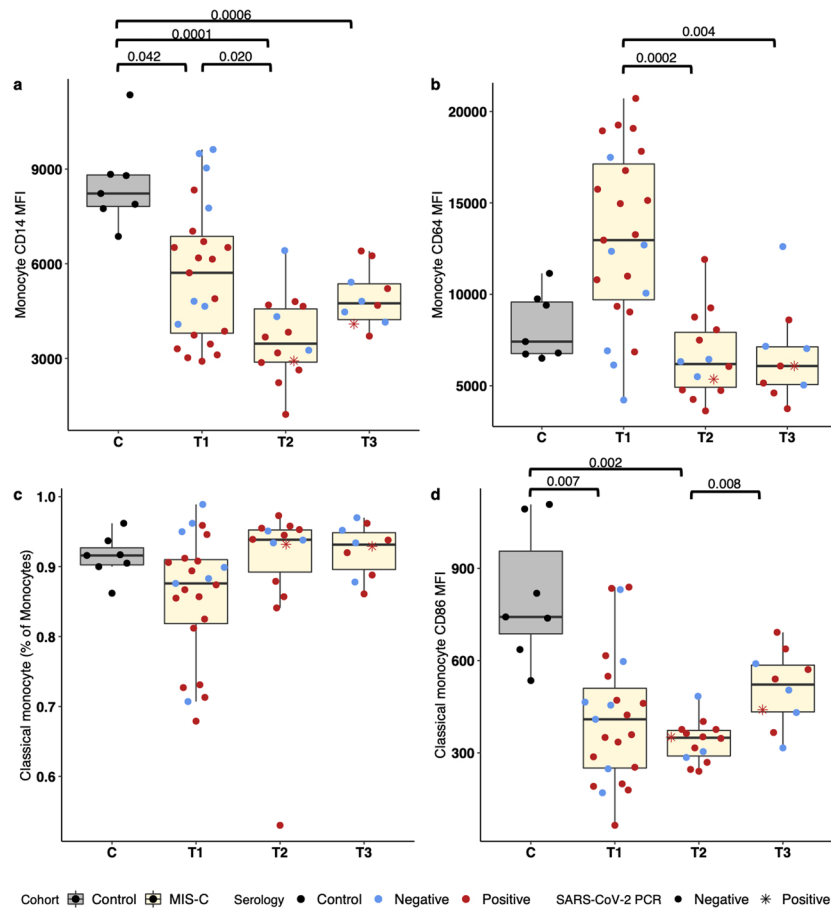 0.0006
0.0001
0.042
0.020
a
Monocyte CD14 MFI
9000
6000
3000
C
T1
T2
T3
0.004
0.0002
b
Monocyte CD64 MFI
20000
15000
10000
5000
C
T1
T2
T3
c
Classical monocyte (% of Monocytes)
1.0
0.9
0.8
0.7
0.6
C
T1
T2
T3
0.002
0.007
0.008
d
Classical monocyte CD86 MFI
900
600
300
C
T1
T2
T3
Cohort Control MIS-C Serology Control Negative Positive SARS-CoV-2 PCR Negative Positive